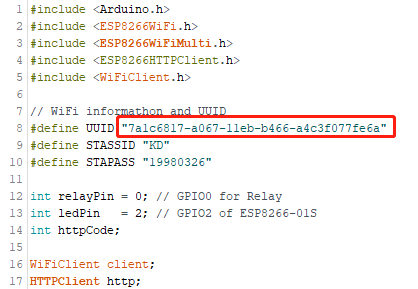 1 #include <Arduino.h>
2 #include <ESP8266WiFi.h>
3 #include <ESP8266WiFiMulti.h>
4 #include <ESP8266HTTPClient.h>
5 #include <WiFiClient.h>
6
7 // WiFi informathon and UUID
8 #define UUID "7a1c6817-a067-11eb-b466-a4c3f077fe6a"
9 #define STASSID "KD"
10 #define STAPASS "19980326"
11
12 int relayPin = 0; // GPIO0 for Relay
13 int ledPin = 2; // GPIO2 of ESP8266-01S
14 int httpCode;
15
16 WiFiClient client;
17 HTTPClient http;